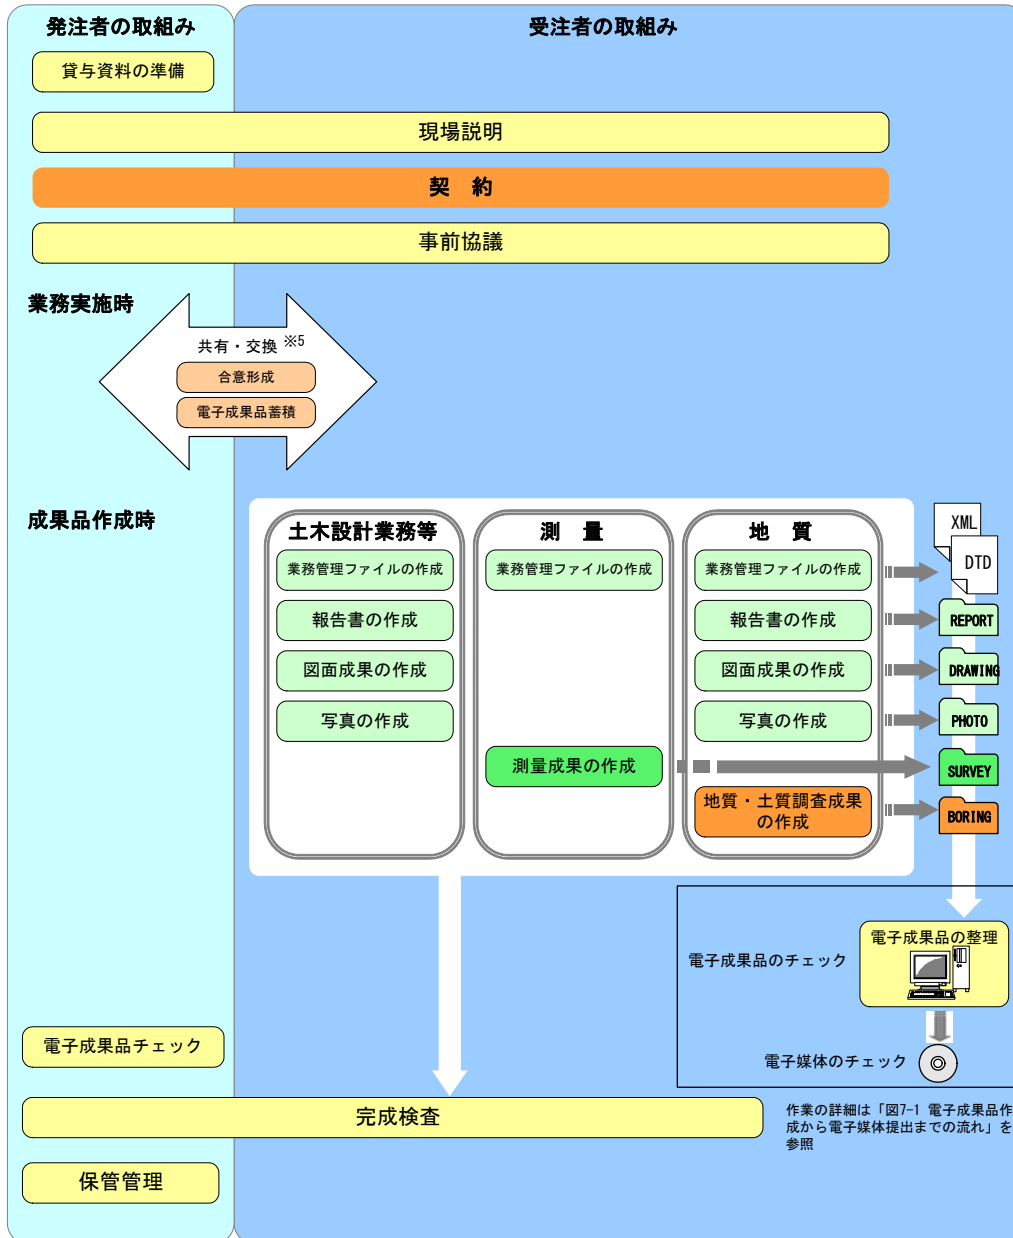 発注者の取組み
受注者の取組み
貸与資料の準備
現場説明
契 約
事前協議
業務実施時
共有・交換 ※5
合意形成
電子成果品蓄積
成果品作成時
土木設計業務等
業務管理ファイルの作成
報告書の作成
図面成果の作成
写真の作成
測 量
業務管理ファイルの作成
測量成果の作成
地 質
業務管理ファイルの作成
報告書の作成
図面成果の作成
写真の作成
地質・土質調査成果
の作成
XML
DTD
REPORT
DRAWING
PHOTO
SURVEY
BORING
電子成果品の整理
電子成果品のチェック
電子媒体のチェック
電子成果品チェック
完成検査
作業の詳細は「図7-1 電子成果品作
成から電子媒体提出までの流れ」を
参照
保管管理